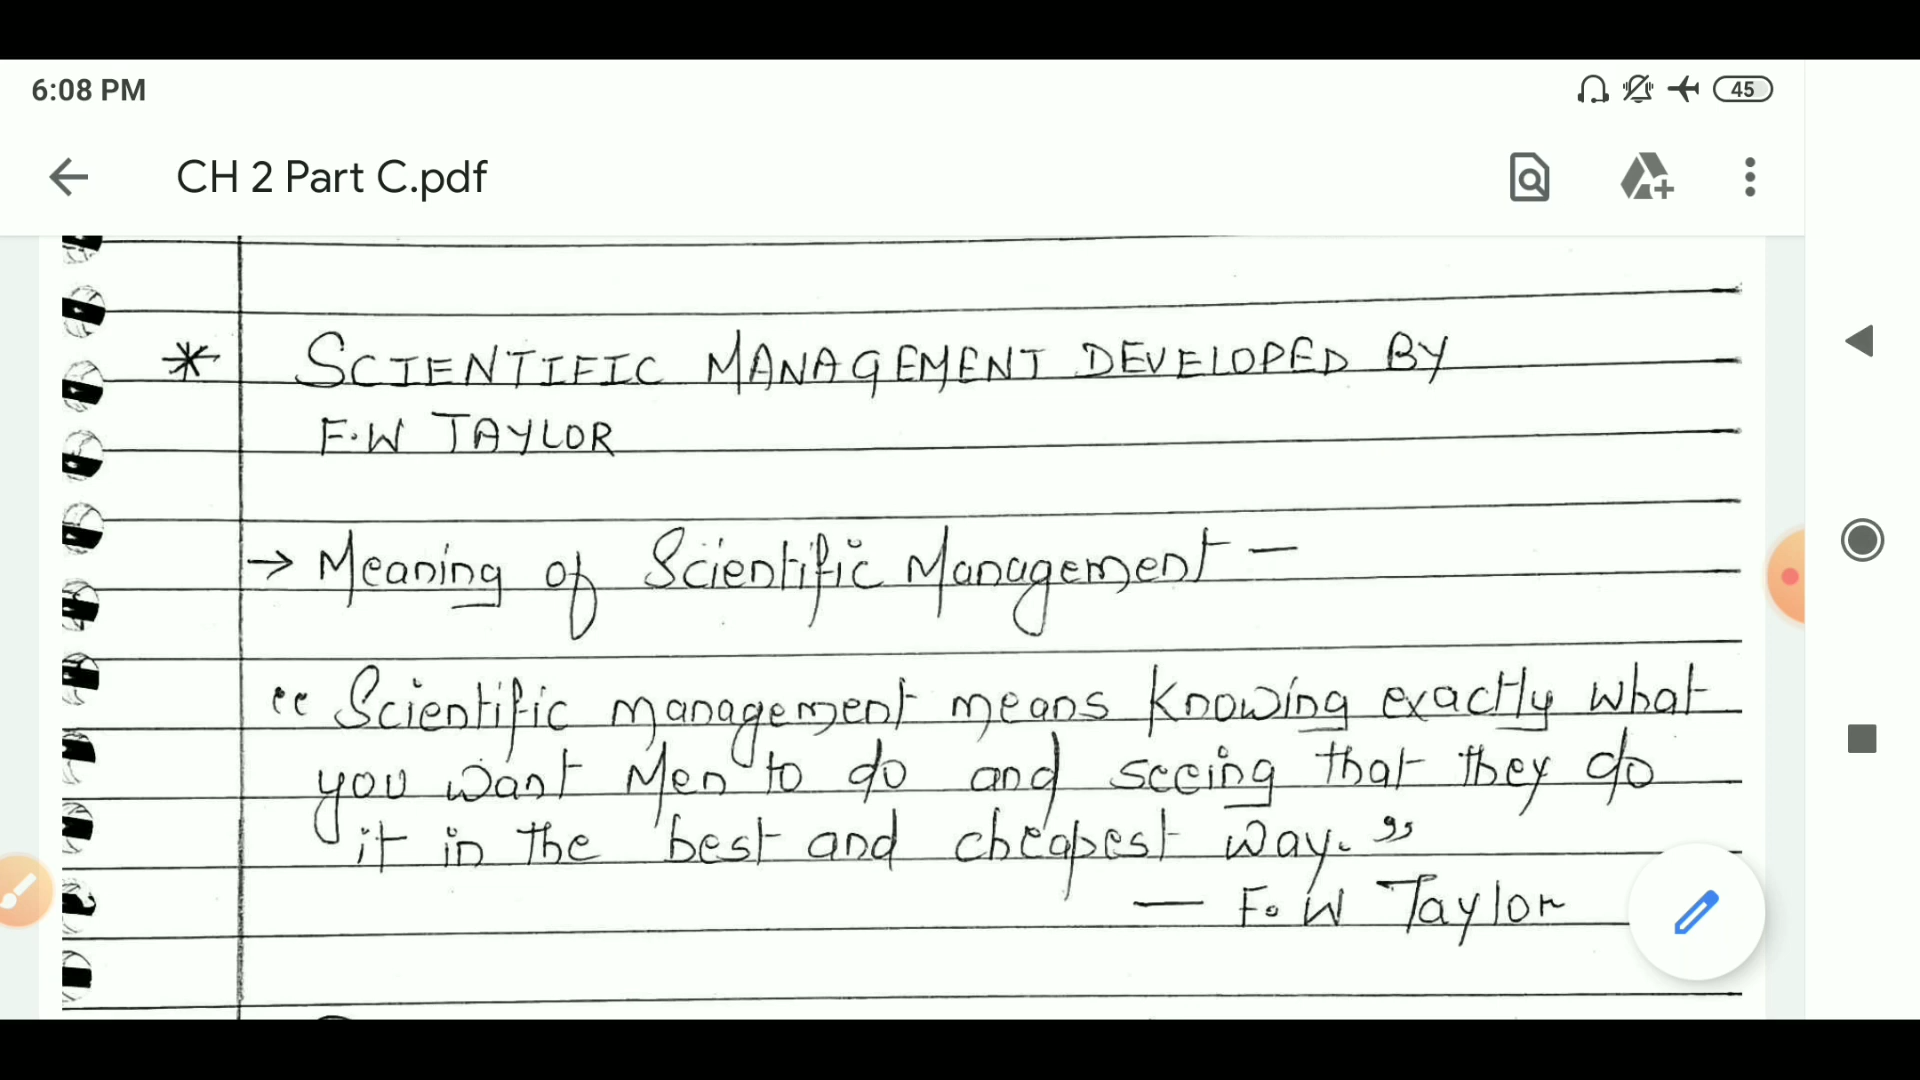 6:08 PM
45
CH 2 Part C.pdf
* SCIENTIFIC MANAGEMENT DEVELOPED BY
F.W TAYLOR
→ Meaning of Scientific Management —
“ Scientific management means knowing exactly what
you want Men to do and seeing that they do
it in the best and cheapest way. ”
— F. W Taylor